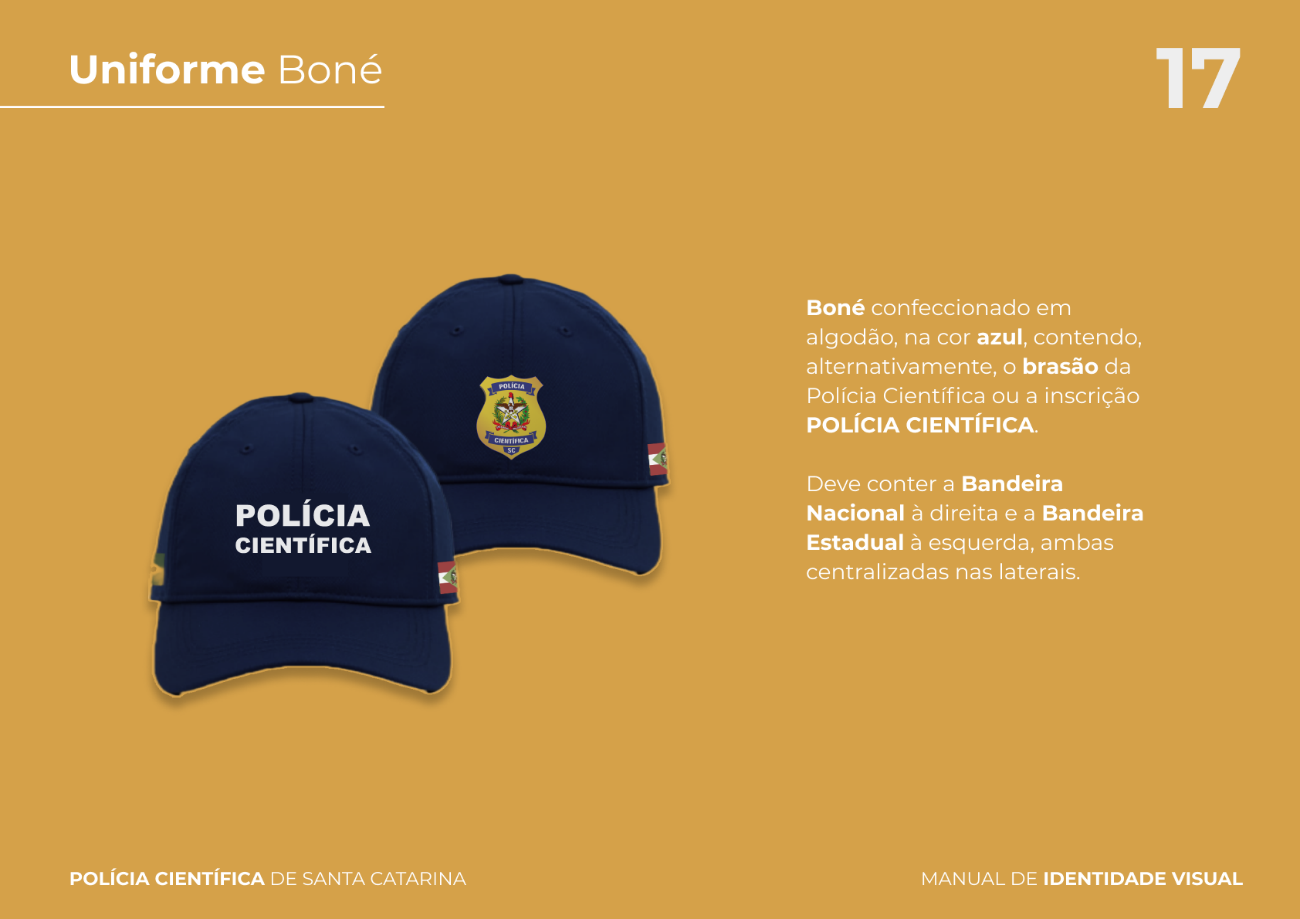 Uniforme Boné
17
POLÍCIA
CIENTÍFICA
SC
POLÍCIA
CIENTÍFICA
Boné confeccionado em
algodão, na cor azul, contendo,
alternativamente, o brasão da
Polícia Científica ou a inscrição
POLÍCIA CIENTÍFICA.
Deve conter a Bandeira
Nacional à direita e a Bandeira
Estadual à esquerda, ambas
centralizadas nas laterais.
POLÍCIA CIENTÍFICA DE SANTA CATARINA
MANUAL DE IDENTIDADE VISUAL